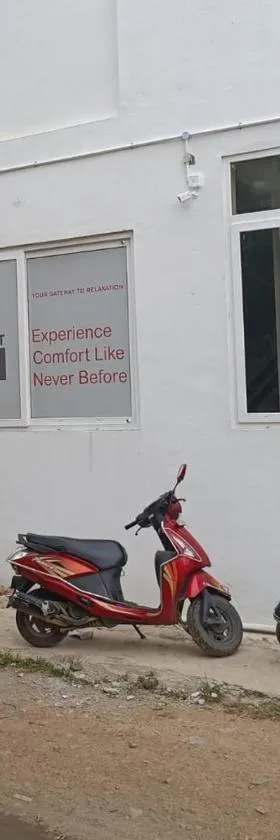 YOUR GATEWAY TO RELAXATION
Experience
Comfort Like
Never Before